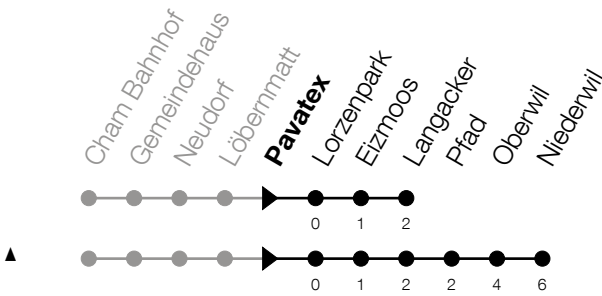 Cham Bahnhof
Gemeindehaus
Neudorf
Löbernmatt
Pavatex
Lorzenpark
Eizmoos
Langacker
Pfad
Oberwil
Niederwil
0 1 2
0 1 2 2 4 6